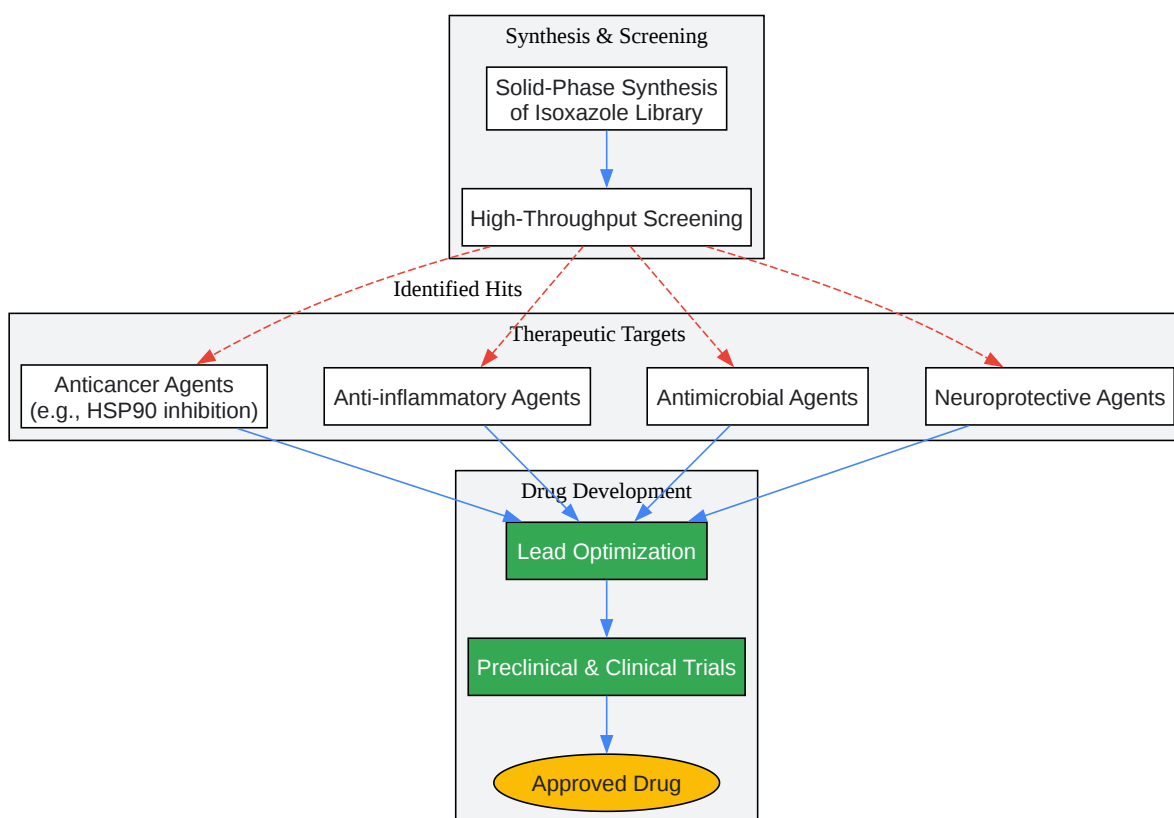 Synthesis & Screening
Solid-Phase Synthesis
of Isoxazole Library
High-Throughput Screening
Identified Hits
Therapeutic Targets
Anticancer Agents
(e.g., HSP90 inhibition)
Anti-inflammatory Agents
Antimicrobial Agents
Neuroprotective Agents
Drug Development
Lead Optimization
Preclinical & Clinical Trials
Approved Drug